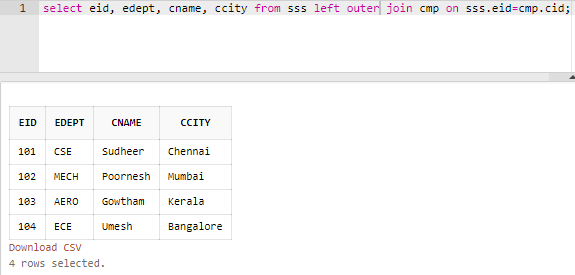 1 select eid, edept, cname, ccity from sss left outer join cmp on sss.eid=cmp.cid;
EID EDEPT CNAME CCITY
101 CSE Sudheer Chennai
102 MECH Poornesh Mumbai
103 AERO Gowtham Kerala
104 ECE Umesh Bangalore
Download CSV
4 rows selected.